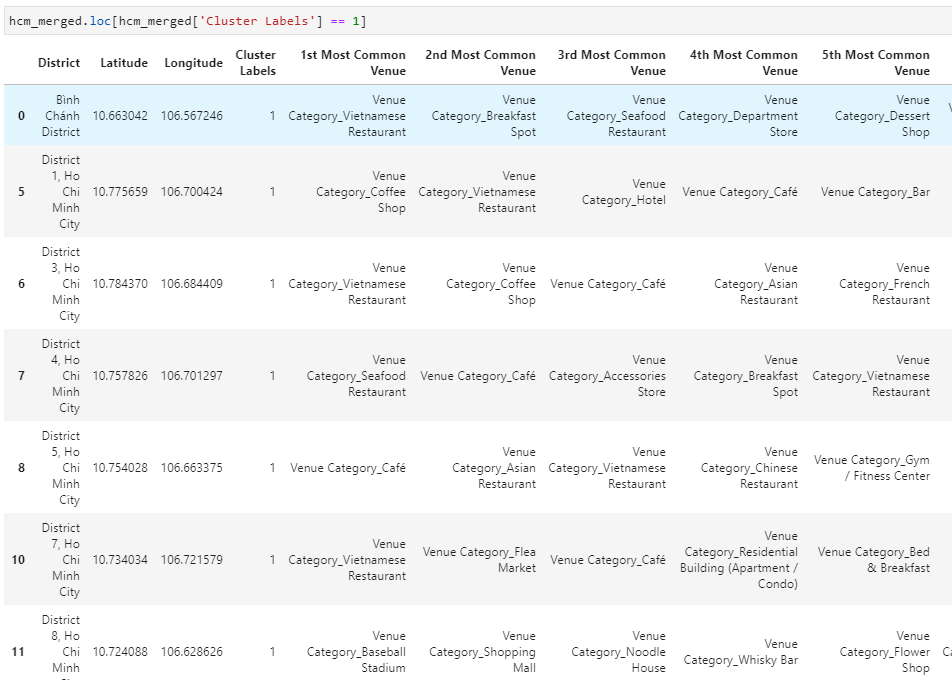 hcm_merged.loc[hcm_merged['Cluster Labels'] == 1]
District Latitude Longitude Cluster Labels 1st Most Common Venue 2nd Most Common Venue 3rd Most Common Venue 4th Most Common Venue 5th Most Common Venue
0 Bình Chánh District 10.663042 106.567246 1 Venue Category_Vietnamese Restaurant Venue Category_Breakfast Spot Venue Category_Seafood Restaurant Venue Category_Department Store Venue Category_Dessert Shop
5 District 1, Ho Chi Minh City 10.775659 106.700424 1 Venue Category_Coffee Shop Venue Category_Vietnamese Restaurant Venue Category_Hotel Venue Category_Café Venue Category_Bar
6 District 3, Ho Chi Minh City 10.784370 106.684409 1 Venue Category_Vietnamese Restaurant Venue Category_Coffee Shop Venue Category_Café Venue Category_Asian Restaurant Venue Category_French Restaurant
7 District 4, Ho Chi Minh City 10.757826 106.701297 1 Venue Category_Seafood Restaurant Venue Category_Café Venue Category_Accessories Store Venue Category_Breakfast Spot Venue Category_Vietnamese Restaurant
8 District 5, Ho Chi Minh City 10.754028 106.663375 1 Venue Category_Café Venue Category_Asian Restaurant Venue Category_Vietnamese Restaurant Venue Category_Chinese Restaurant Venue Category_Gym / Fitness Center
10 District 7, Ho Chi Minh City 10.734034 106.721579 1 Venue Category_Vietnamese Restaurant Venue Category_Flea Market Venue Category_Café Venue Category_Residential Building (Apartment / Condo) Venue Category_Bed & Breakfast
11 District 8, Ho Chi Minh 10.724088 106.628626 1 Venue Category_Baseball Stadium Venue Category_Shopping Mall Venue Category_Noodle House Venue Category_Whisky Bar Venue Category_Flower Shop